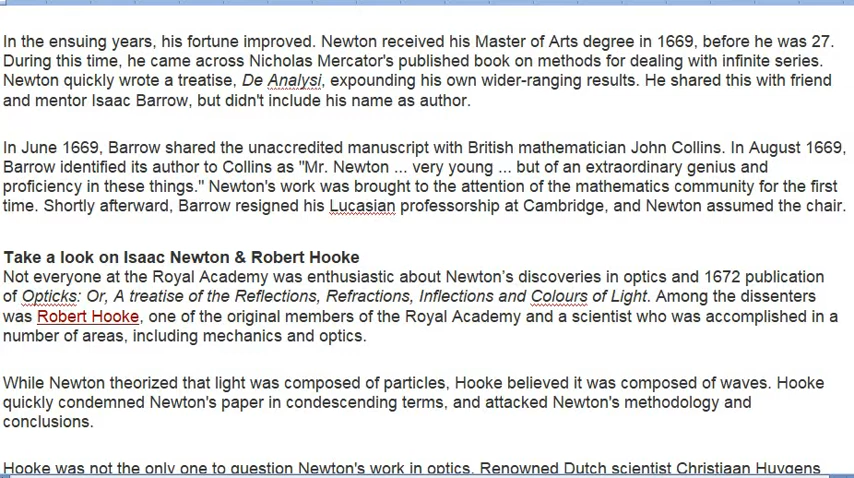 In the ensuing years, his fortune improved. Newton received his Master of Arts degree in 1669, before he was 27.
During this time, he came across Nicholas Mercator's published book on methods for dealing with infinite series.
Newton quickly wrote a treatise, De Analysi, expounding his own wider-ranging results. He shared this with friend
and mentor Isaac Barrow, but didn't include his name as author.
In June 1669, Barrow shared the unaccredited manuscript with British mathematician John Collins. In August 1669,
Barrow identified its author to Collins as "Mr. Newton ... very young ... but of an extraordinary genius and
proficiency in these things." Newton's work was brought to the attention of the mathematics community for the first
time. Shortly afterward, Barrow resigned his Lucasian professorship at Cambridge, and Newton assumed the chair.
Take a look on Isaac Newton & Robert Hooke
Not everyone at the Royal Academy was enthusiastic about Newton’s discoveries in optics and 1672 publication
of Opticks: Or, A treatise of the Reflections, Refractions, Inflections and Colours of Light. Among the dissenters
was Robert Hooke, one of the original members of the Royal Academy and a scientist who was accomplished in a
number of areas, including mechanics and optics.
While Newton theorized that light was composed of particles, Hooke believed it was composed of waves. Hooke
quickly condemned Newton's paper in condescending terms, and attacked Newton's methodology and
conclusions.
Hooke was not the only one to question Newton's work in optics. Renowned Dutch scientist Christiaan Huygens